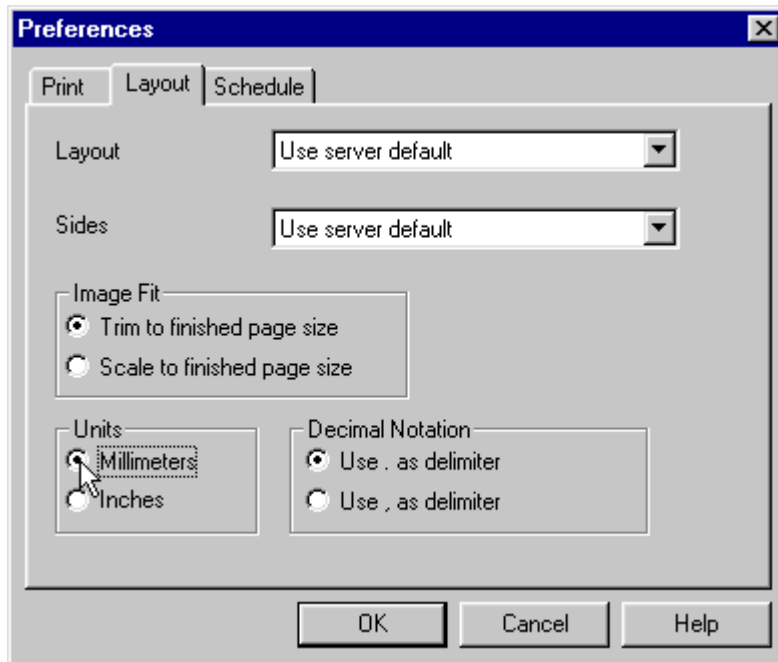 Preferences
Print Layout Schedule
Layout Use server default
Sides Use server default
Image Fit
Trim to finished page size
Scale to finished page size
Units Decimal Notation
Millimeters Use . as delimiter
Inches Use , as delimiter
OK Cancel Help